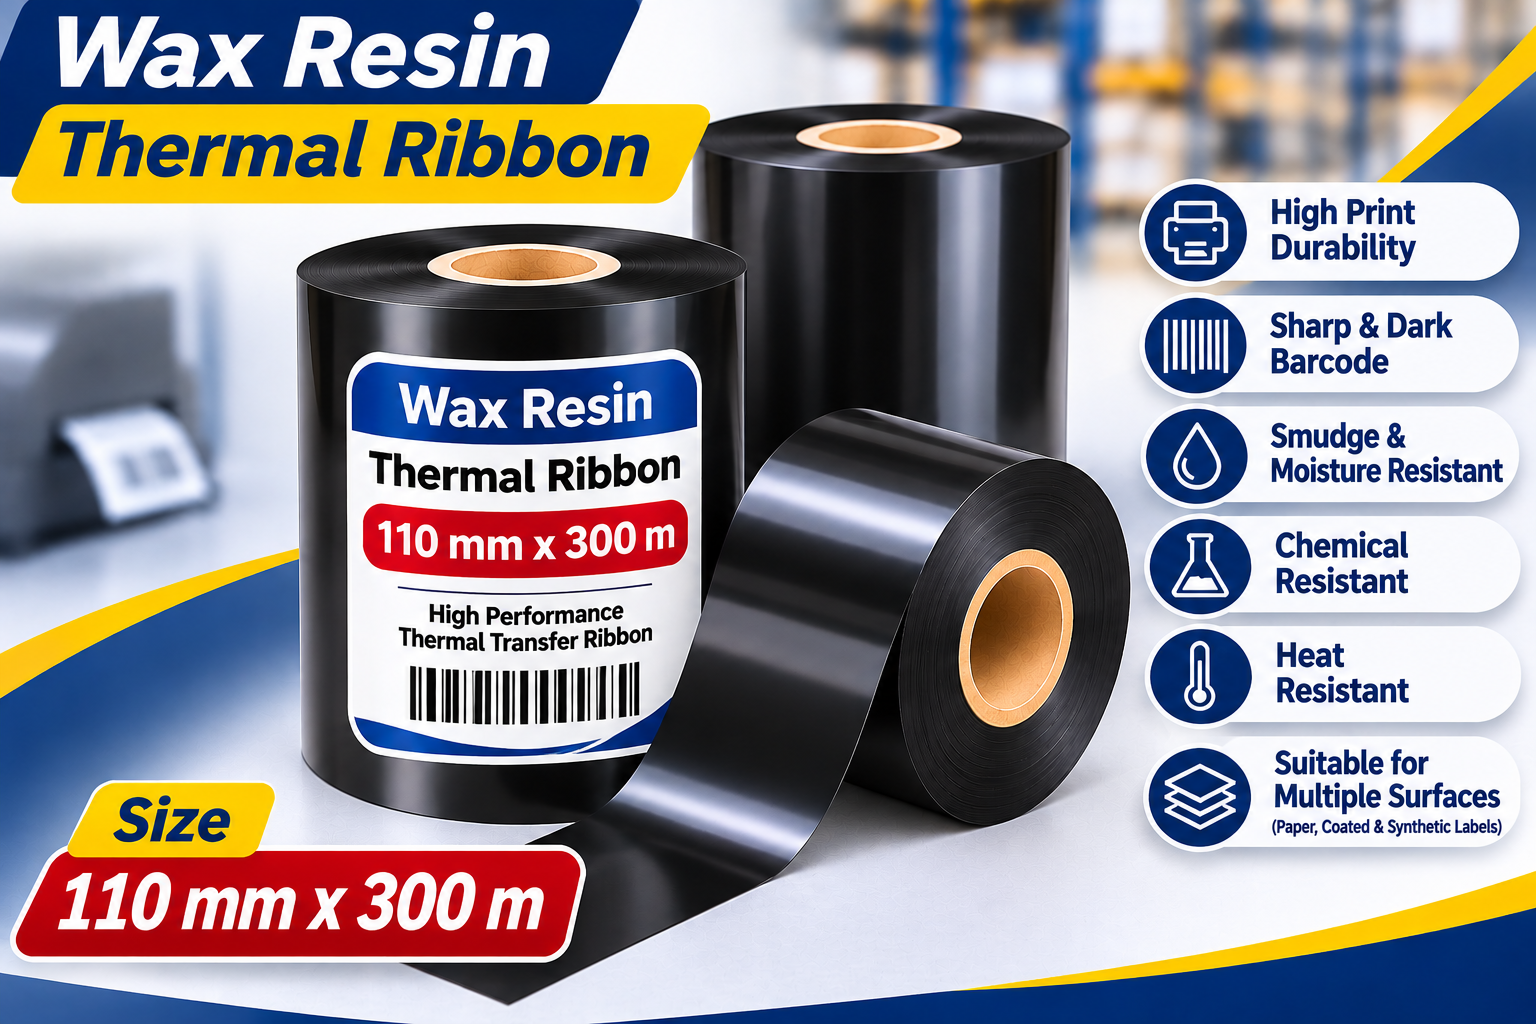 Wax Resin
Thermal Ribbon
Wax Resin
Thermal Ribbon
110 mm x 300 m
High Performance
Thermal Transfer Ribbon
Size
110 mm x 300 m
High Print
Durability
Sharp & Dark
Barcode
Smudge &
Moisture Resistant
Chemical
Resistant
Heat
Resistant
Suitable for
Multiple Surfaces
(Paper, Coated & Synthetic Labels)